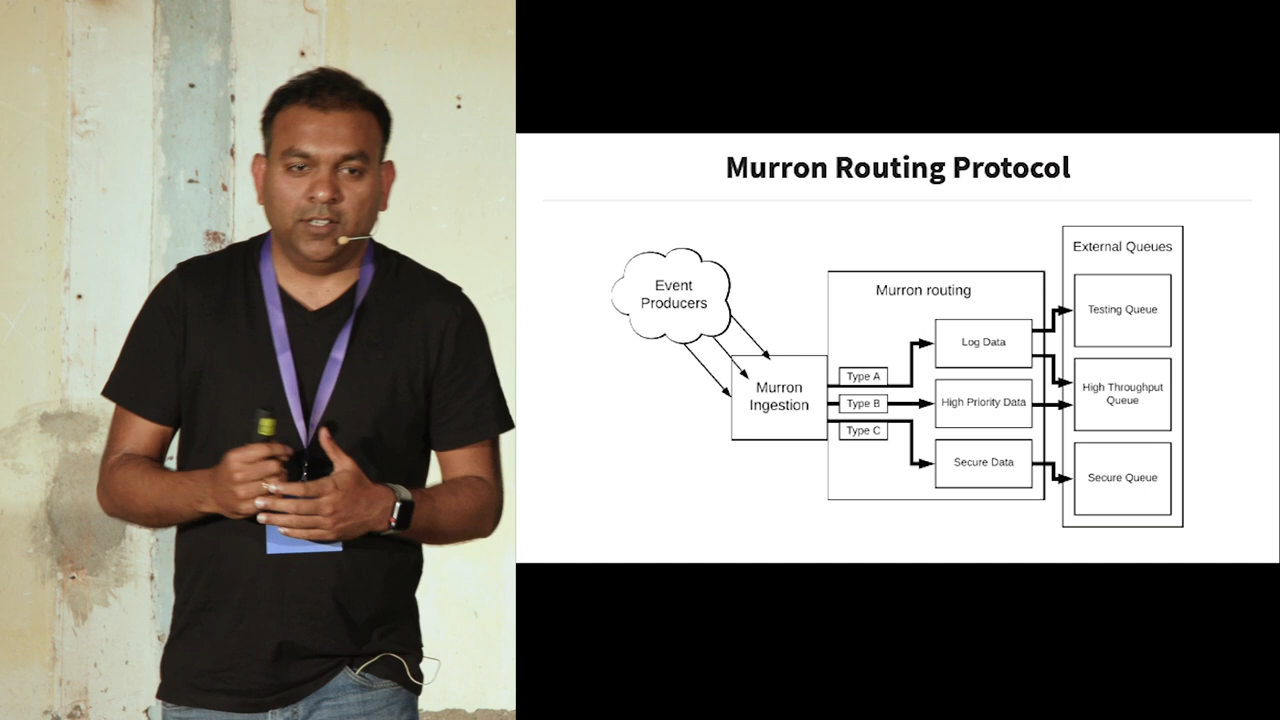 Murron Routing Protocol
Event
Producers
Murron
Ingestion
Murron routing
Type A
Type B
Type C
Log Data
High Priority Data
Secure Data
External Queues
Testing Queue
High Throughput
Queue
Secure Queue